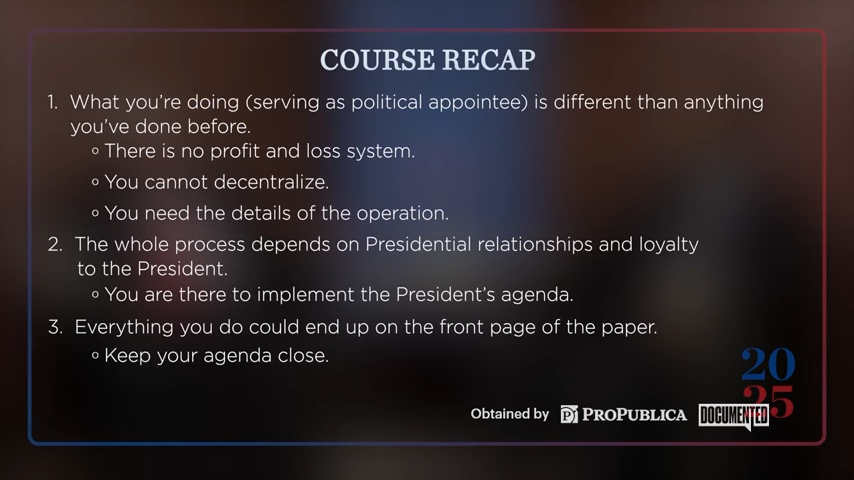 COURSE RECAP
1. What you're doing (serving as political appointee) is different than anything
you've done before.
There is no profit and loss system.
You cannot decentralize.
You need the details of the operation.
2. The whole process depends on Presidential relationships and loyalty
to the President.
You are there to implement the President's agenda.
3. Everything you do could end up on the front page of the paper.
Keep your agenda close.
20
25
Obtained by PROPUBLICA DOCUMENTED